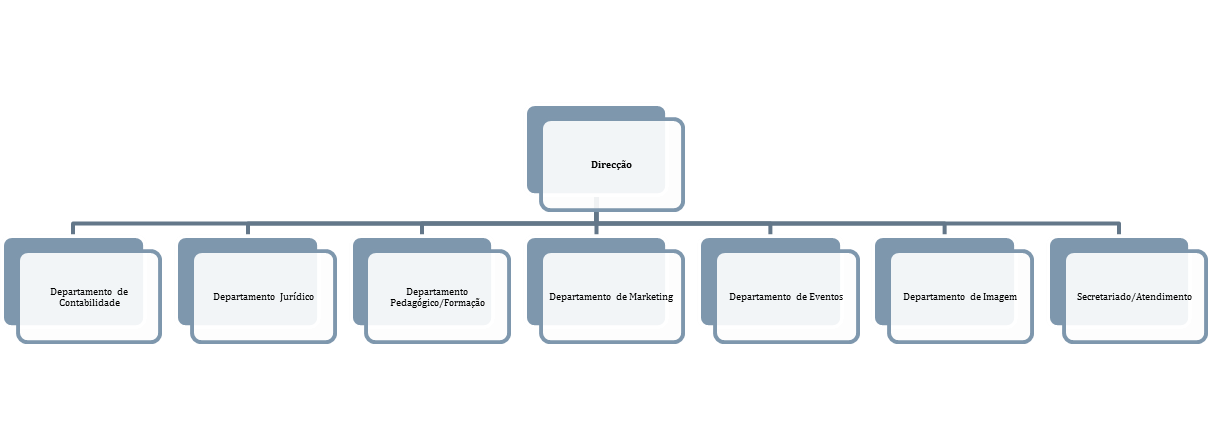 Direcção
Departamento de
Contabilidade
Departamento Jurídico
Departamento
Pedagógico/Formação
Departamento de Marketing
Departamento de Eventos
Departamento de Imagem
Secretariado/Atendimento